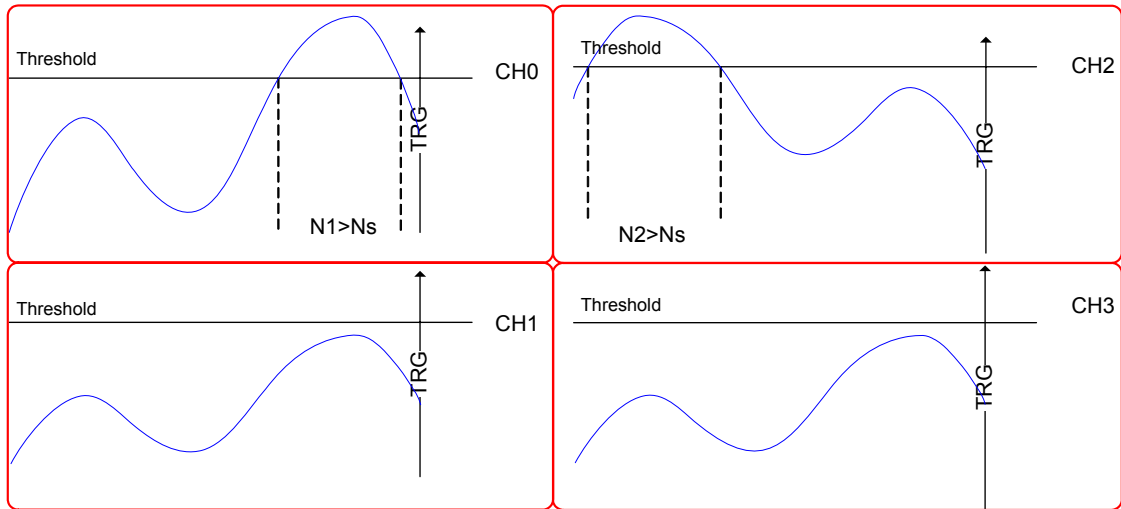 Threshold
CH0
TRG
N1>Ns
Threshold
CH2
TRG
N2>Ns
Threshold
CH1
TRG
Threshold
CH3
TRG